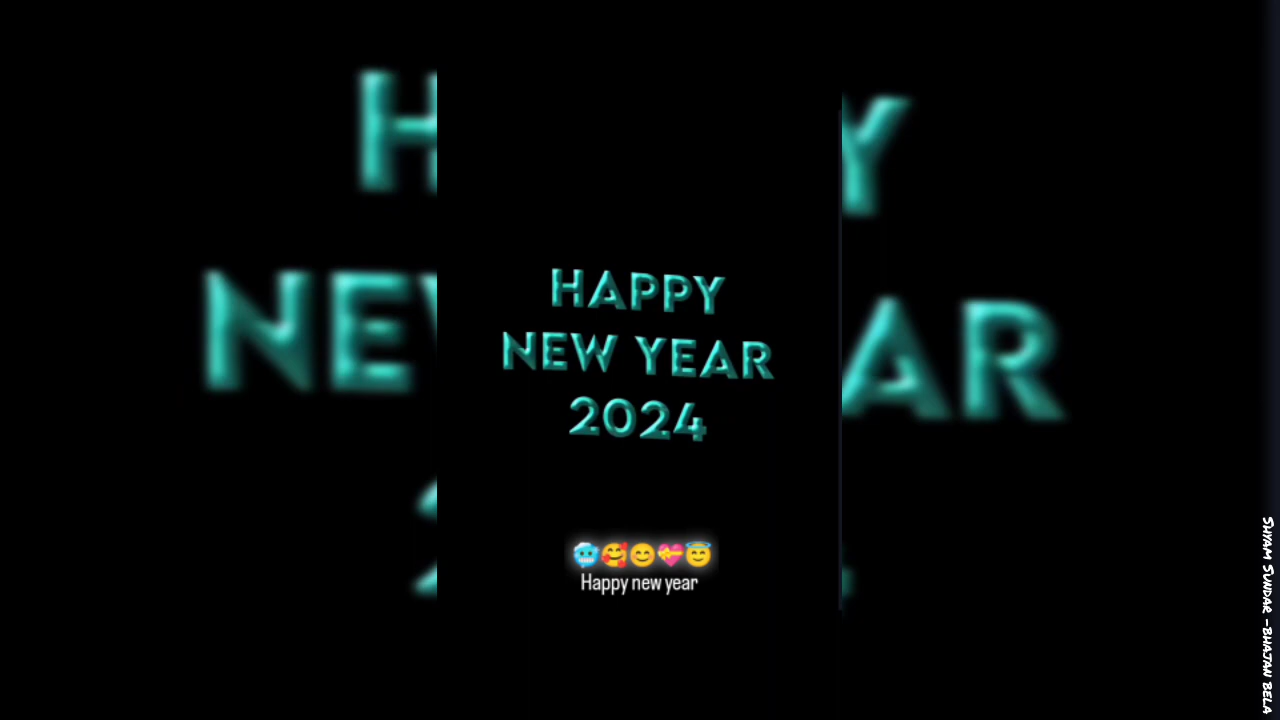 HAPPY
NEW YEAR
2024
🥶🥰😊💝😇
Happy new year
SHYAM SUNDAR -BHAJAN BELA